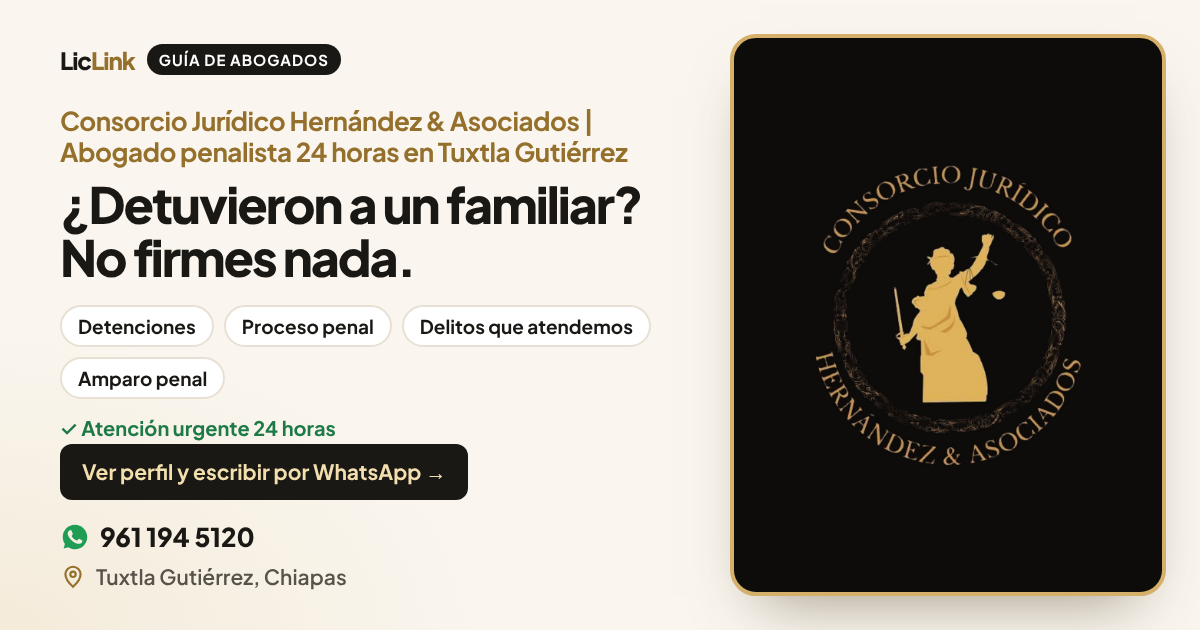 LicLink
GUÍA DE ABOGADOS
Consorcio Jurídico Hernández & Asociados |
Abogado penalista 24 horas en Tuxtla Gutiérrez
¿Detuvieron a un familiar?
No firmes nada.
Detenciones
Proceso penal
Delitos que atendemos
Amparo penal
✓ Atención urgente 24 horas
Ver perfil y escribir por WhatsApp →
961 194 5120
Tuxtla Gutiérrez, Chiapas
CONSORCIO JURÍDICO
HERNÁNDEZ & ASOCIADOS